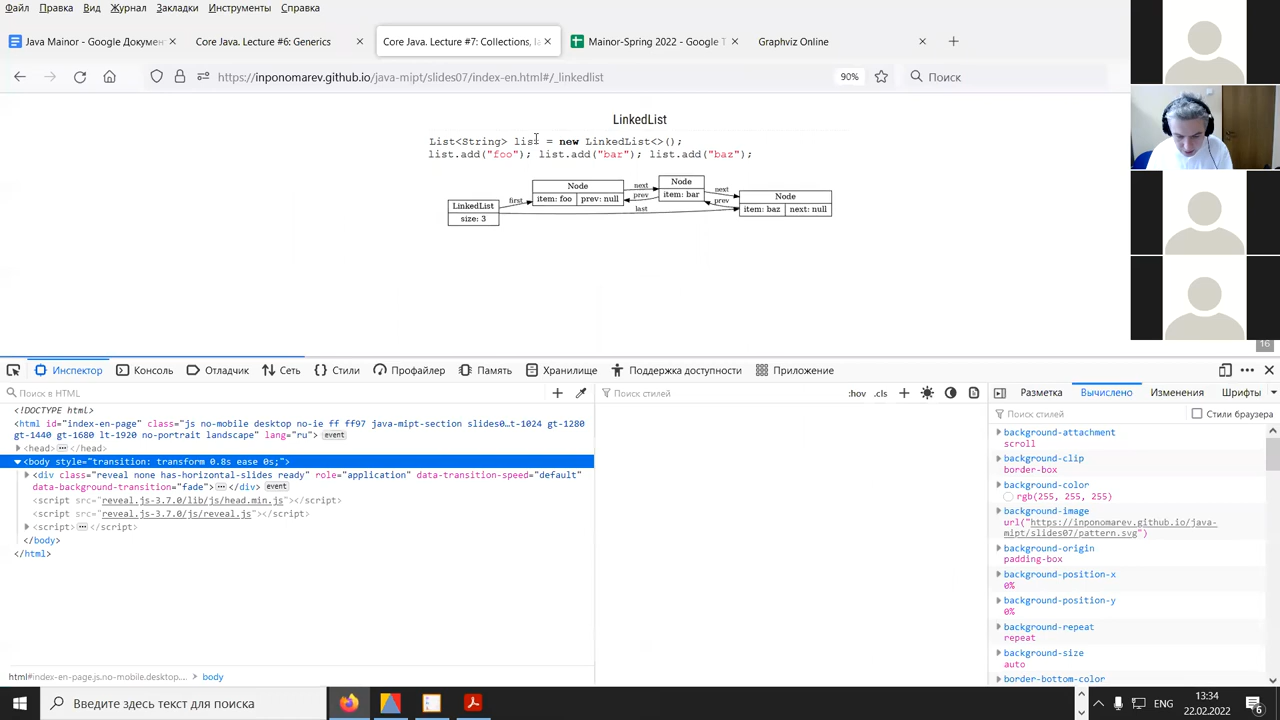 Файл Правка Вид Журнал Закладки Инструменты Справка
Java Mainor - Google Докумен
Core Java. Lecture #6: Generics
Core Java. Lecture #7: Collections, la
Mainor-Spring 2022 - Google Т
Graphviz Online
https://inponomarev.github.io/java-mipt/slides07/index-en.html#/_linkedlist
90%
Поиск
LinkedList
List<String> list = new LinkedList<>();
list.add("foo"); list.add("bar"); list.add("baz");
LinkedList
size: 3
first
Node
item: foo prev: null
next
prev
Node
item: bar
next
prev
last
Node
item: baz next: null
16
Инспектор Консоль Отладчик Сеть Стили Профайлер Память Хранилище Поддержка доступности Приложение
Поиск в HTML
<!DOCTYPE html>
<html id="index-en-page" class="js no-mobile desktop no-ie ff ff97 java-mipt-section slides0…t-1024 gt-1280
gt-1440 gt-1680 lt-1920 no-portrait landscape" lang="ru"> event
<head> </head>
<body style="transition: transform 0.8s ease 0s;">
<div class="reveal none has-horizontal-slides ready" role="application" data-transition-speed="default"
data-background-transition="fade"> </div> event
<script src="reveal.js-3.7.0/lib/js/head.min.js"></script>
<script src="reveal.js-3.7.0/js/reveal.js"></script>
<script> </script>
</body>
</html>
html#index-en-page.js.no-mobile.desktop.… > body
Поиск стилей
:hov .cls
Разметка Вычислено Изменения Шрифты
Поиск стилей
Стили браузера
background-attachment
scroll
background-clip
border-box
background-color
rgb(255, 255, 255)
background-image
url("https://inponomarev.github.io/java-
mipt/slides07/pattern.svg")
background-origin
padding-box
background-position-x
0%
background-position-y
0%
background-repeat
repeat
background-size
auto
border-bottom-color
Введите здесь текст для поиска
ENG
13:34
22.02.2022
6